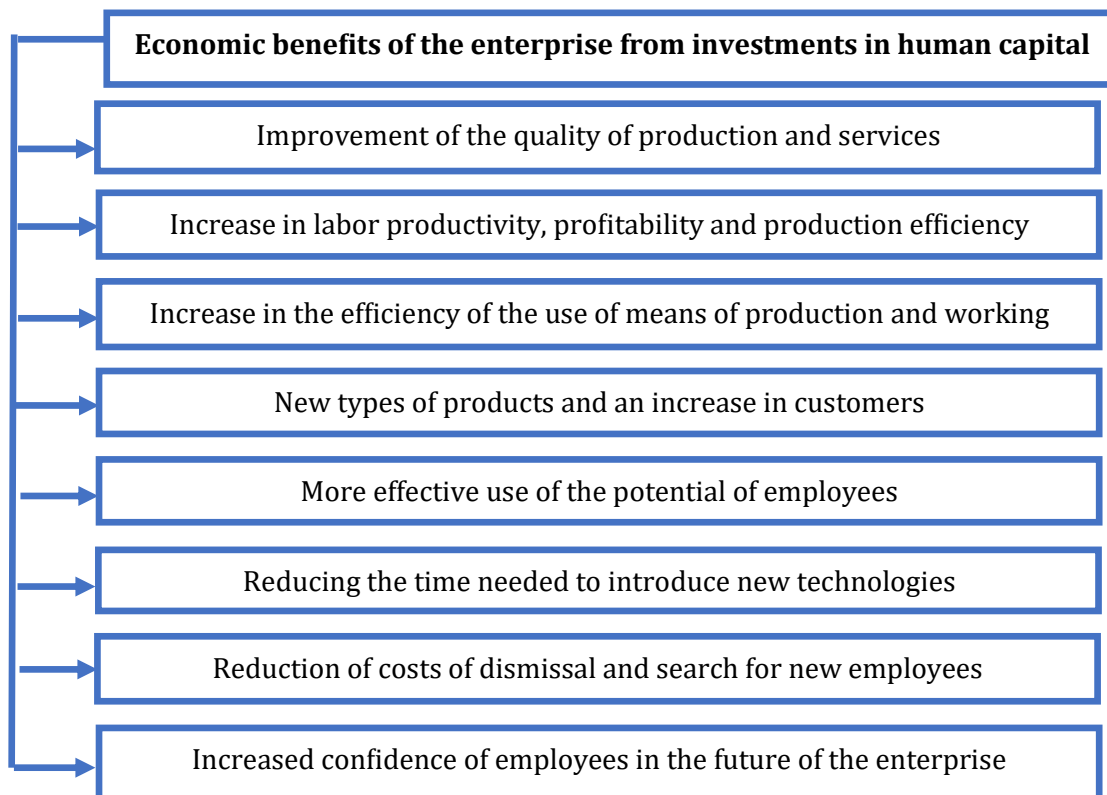 Economic benefits of the enterprise from investments in human capital
Improvement of the quality of production and services
Increase in labor productivity, profitability and production efficiency
Increase in the efficiency of the use of means of production and working
New types of products and an increase in customers
More effective use of the potential of employees
Reducing the time needed to introduce new technologies
Reduction of costs of dismissal and search for new employees
Increased confidence of employees in the future of the enterprise